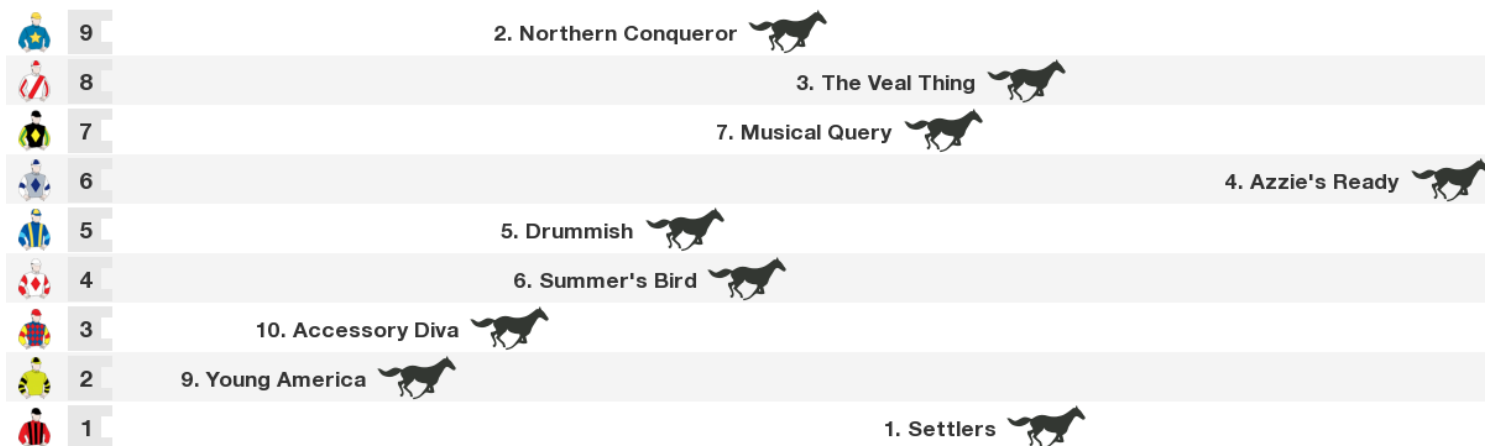 9 2. Northern Conqueror
8 3. The Veal Thing
7 7. Musical Query
6 4. Azzie's Ready
5 5. Drummish
4 6. Summer's Bird
3 10. Accessory Diva
2 9. Young America
1 1. Settlers